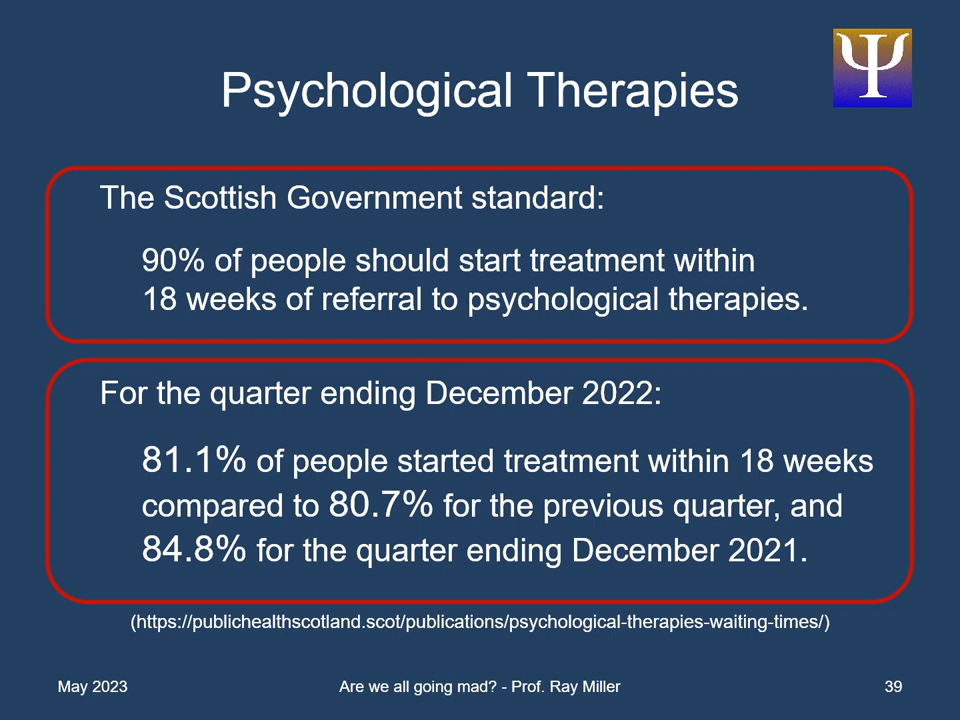 Psychological Therapies
Ψ
The Scottish Government standard:
90% of people should start treatment within
18 weeks of referral to psychological therapies.
For the quarter ending December 2022:
81.1% of people started treatment within 18 weeks
compared to 80.7% for the previous quarter, and
84.8% for the quarter ending December 2021.
(https://publichealthscotland.scot/publications/psychological-therapies-waiting-times/)
May 2023
Are we all going mad? - Prof. Ray Miller
39